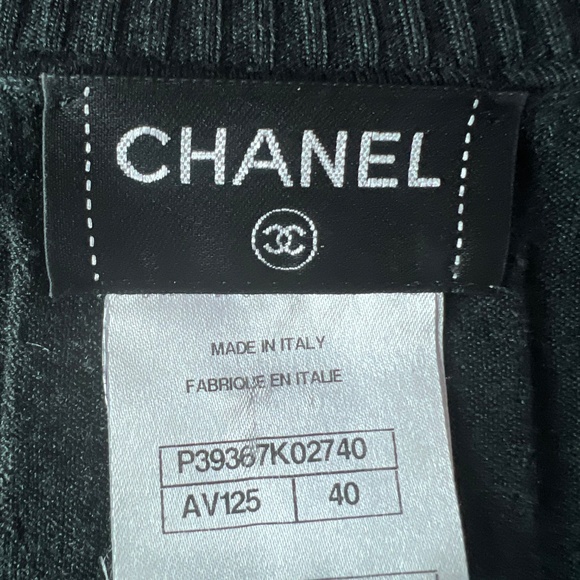 CHANEL
MADE IN ITALY
FABRIQUE EN ITALIE
P39367K02740
AV125 40